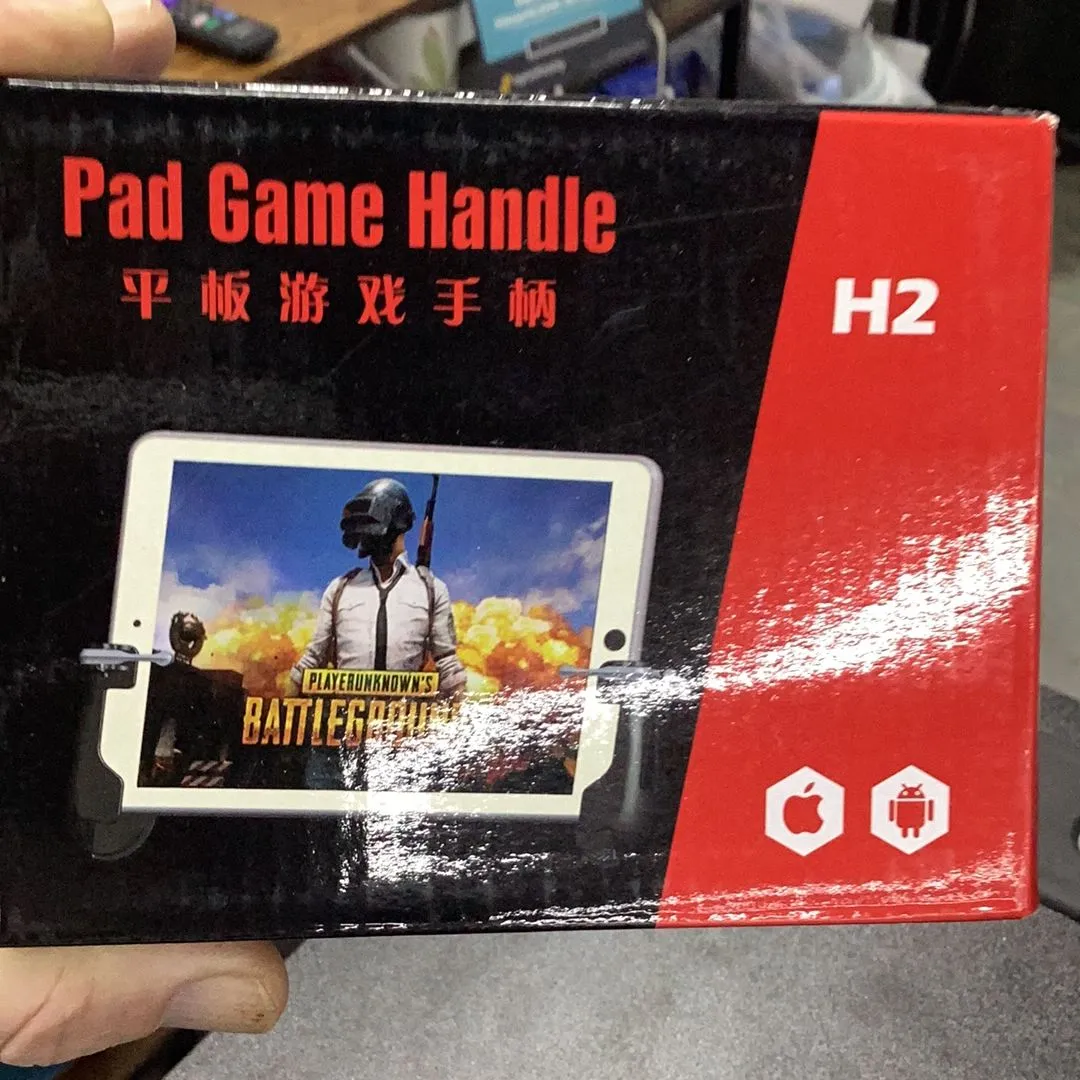 Pad Game Handle
平板游戏手柄
H2
PLAYERUNKNOWN'S